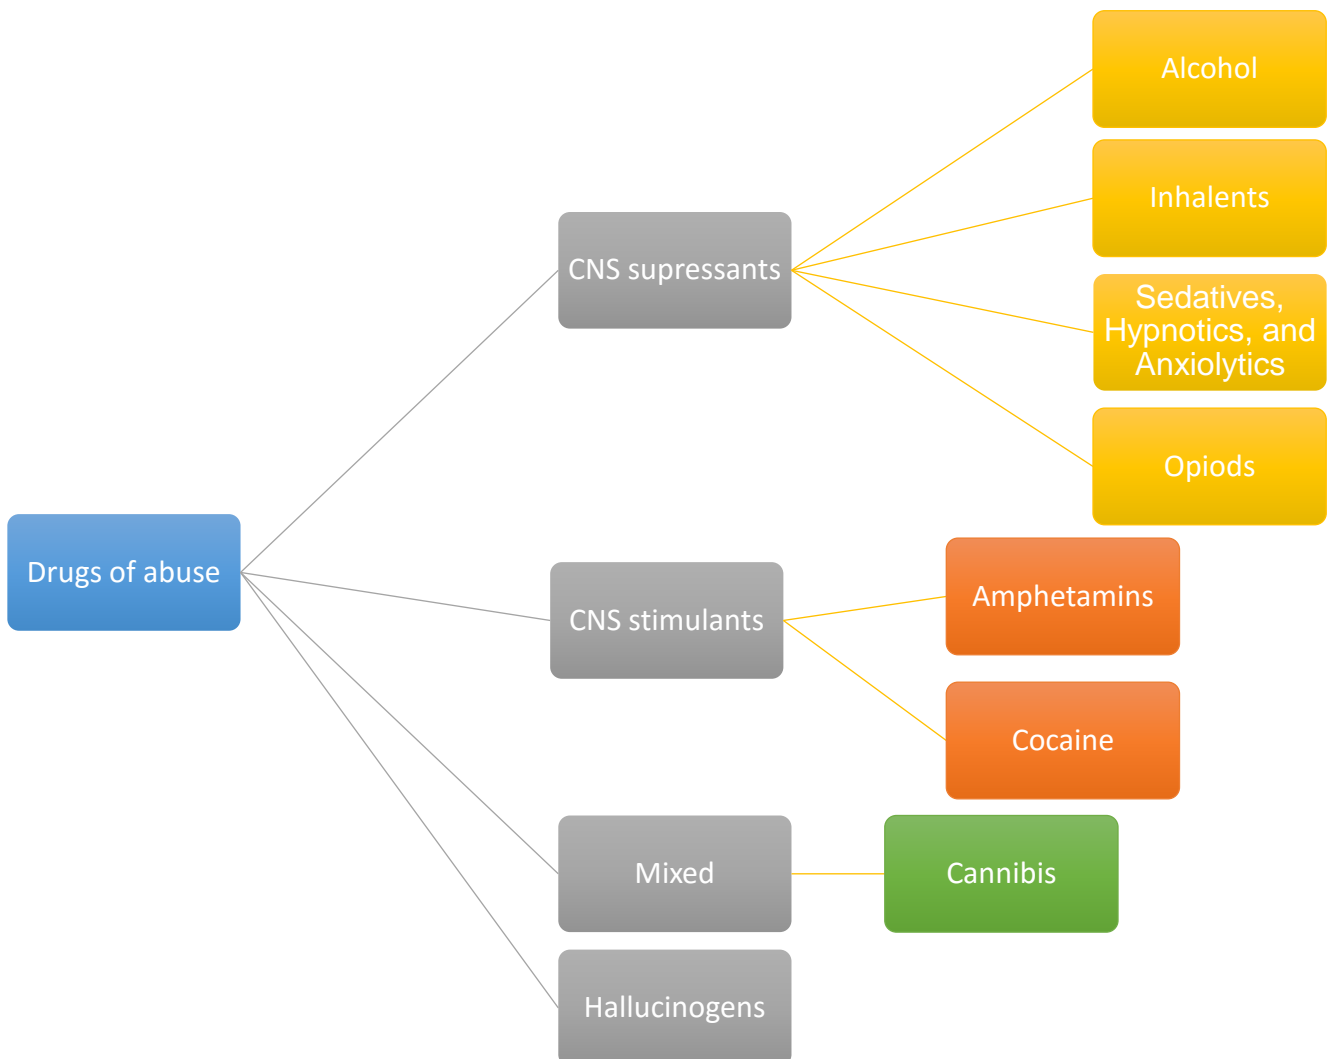 Alcohol
Inhalents
CNS supressants
Sedatives,
Hypnotics, and
Anxiolytics
Opiods
Drugs of abuse
Amphetamins
CNS stimulants
Cocaine
Mixed
Cannibis
Hallucinogens